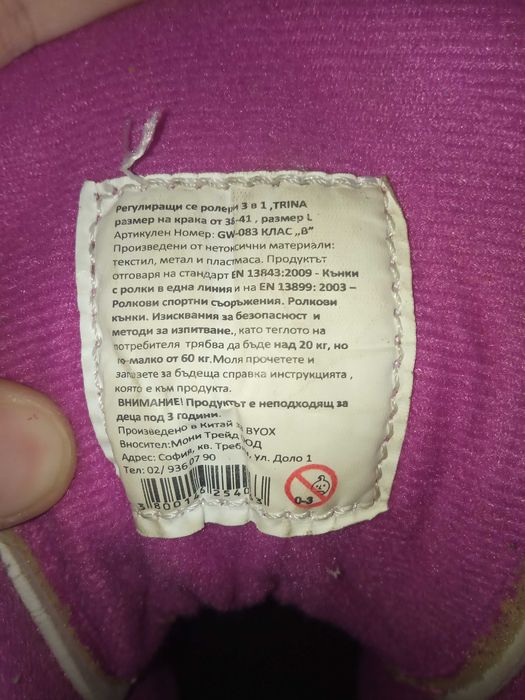 Регулиращи се ролери 3 в 1 ,TRINA
размер на крака от 38-41 , размер L
Артикулен Номер: GW-083 КЛАС „В”
Произведени от нетоксични материали:
текстил, метал и пластмаса. Продуктът
отговаря на стандарт EN 13843:2009 - Кънки
с ролки в една линия и на EN 13899: 2003 –
Ролкови спортни съоръжения. Ролкови
кънки. Изисквания за безопасност и
методи за изпитване., като теглото на
потребителя трябва да бъде над 20 кг, но
по-малко от 60 кг.Моля прочетете и
запазете за бъдеща справка инструкцията ,
която е към продукта.
ВНИМАНИЕ! Продуктът е неподходящ за
деца под 3 години.
Произведено в Китай за BYOX
Вносител:Мони Трейд ООД
Адрес: София, кв. Требич, ул. Доло 1
Тел: 02/ 936 07 90
0-3